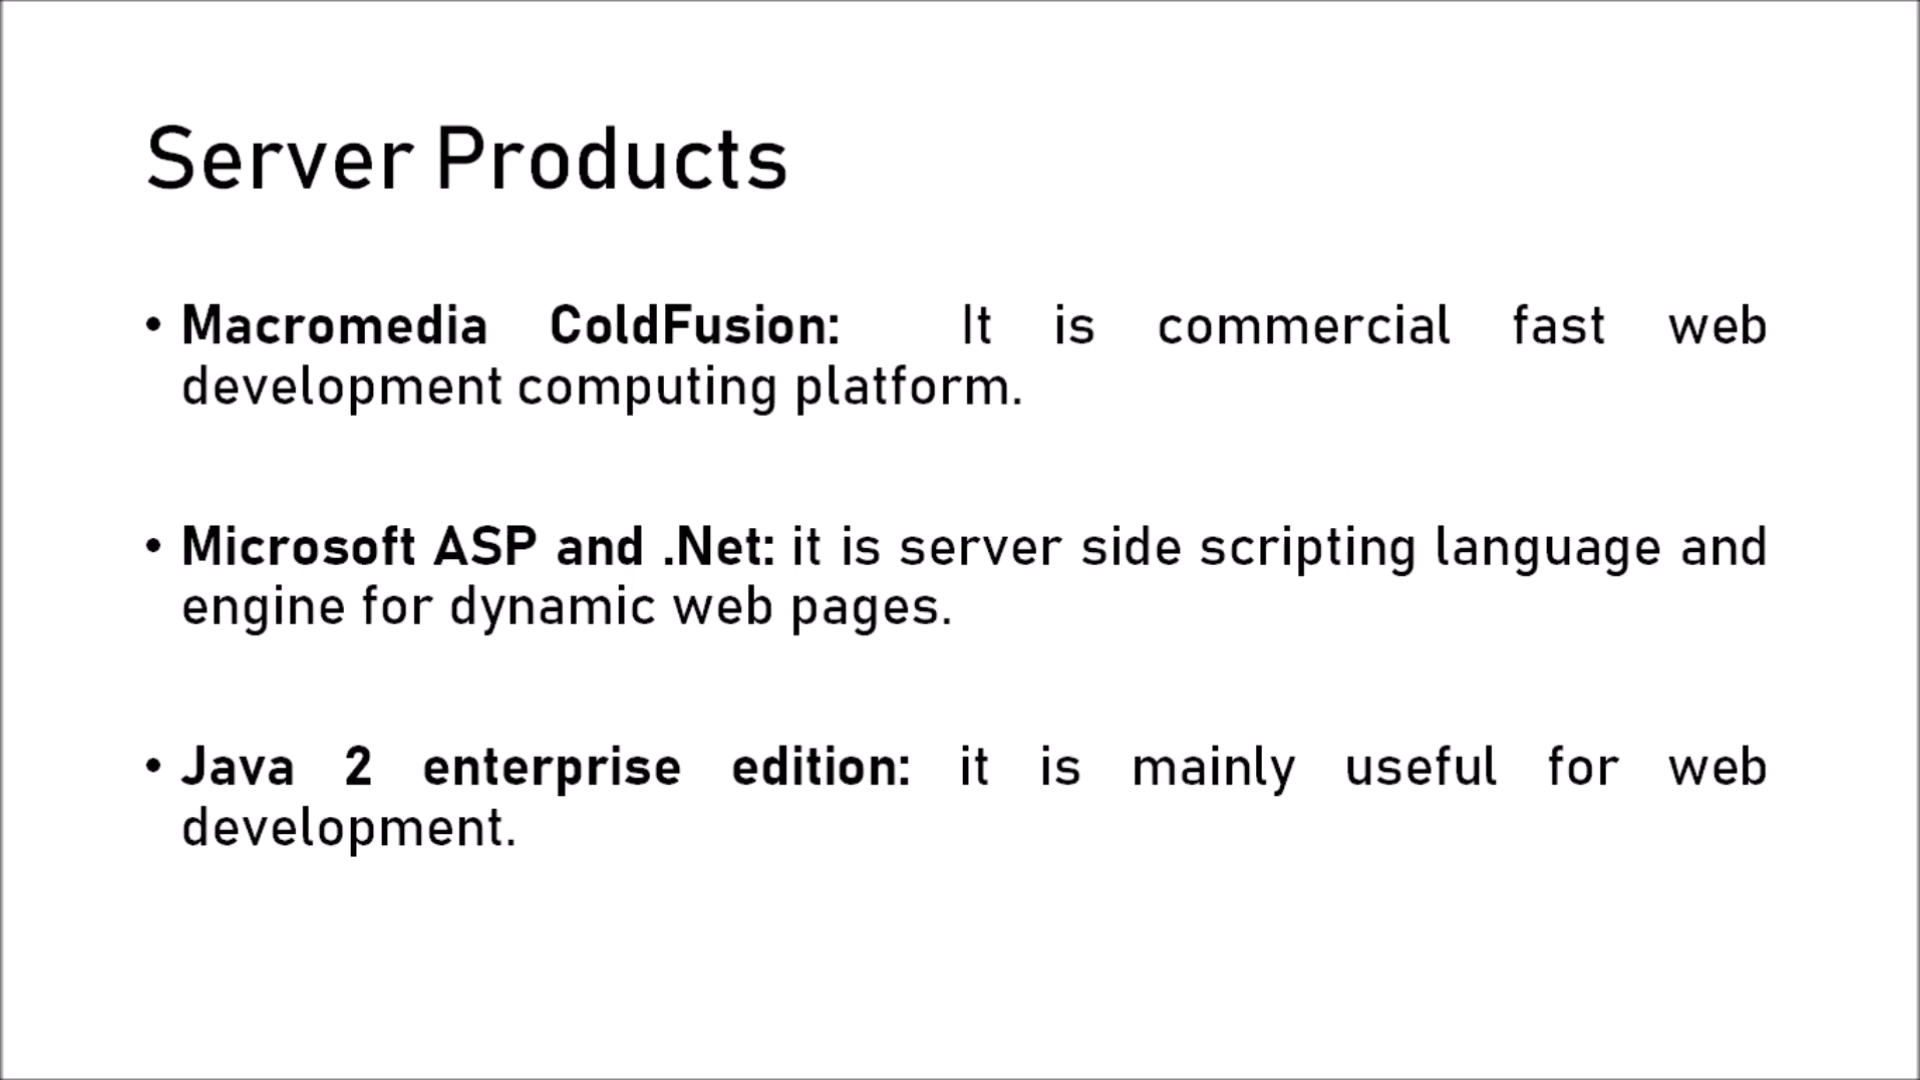 Server Products
• Macromedia ColdFusion: It is commercial fast web
development computing platform.
• Microsoft ASP and .Net: it is server side scripting language and
engine for dynamic web pages.
• Java 2 enterprise edition: it is mainly useful for web
development.